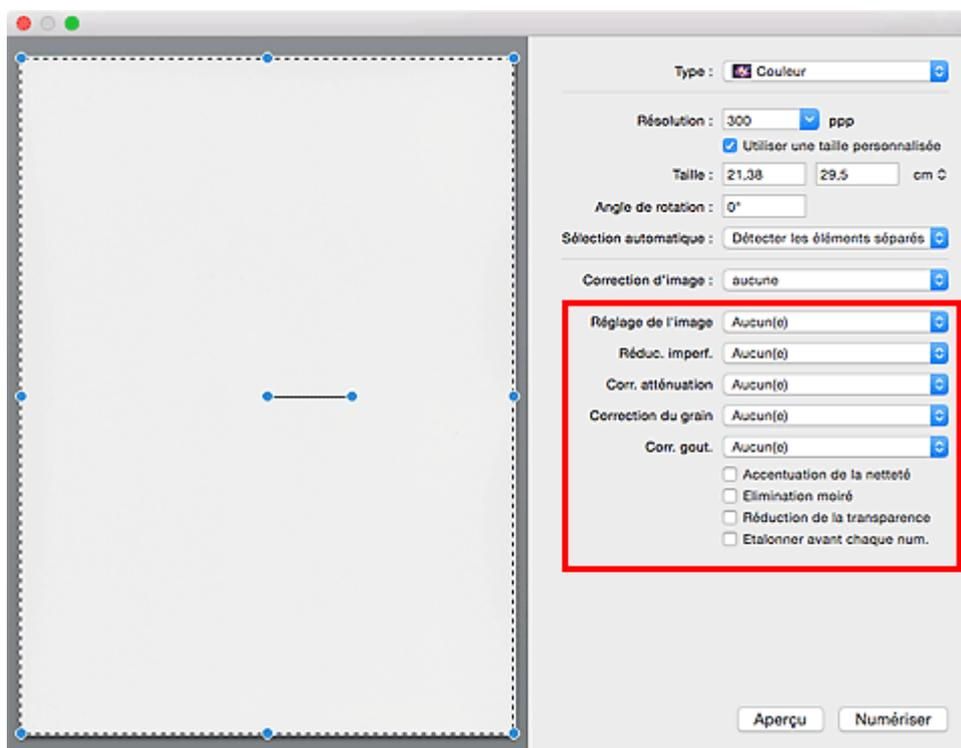 Type : Couleur
Résolution : 300 ppp
Utiliser une taille personnalisée
Taille : 21,38 29,5 cm
Angle de rotation : 0°
Sélection automatique : Détecter les éléments séparés
Correction d'image : aucune
Réglage de l'image Aucun(e)
Réduc. imperf. Aucun(e)
Corr. atténuation Aucun(e)
Correction du grain Aucun(e)
Corr. gout. Aucun(e)
Accentuation de la netteté
Elimination moiré
Réduction de la transparence
Etalonner avant chaque num.
Aperçu Numériser